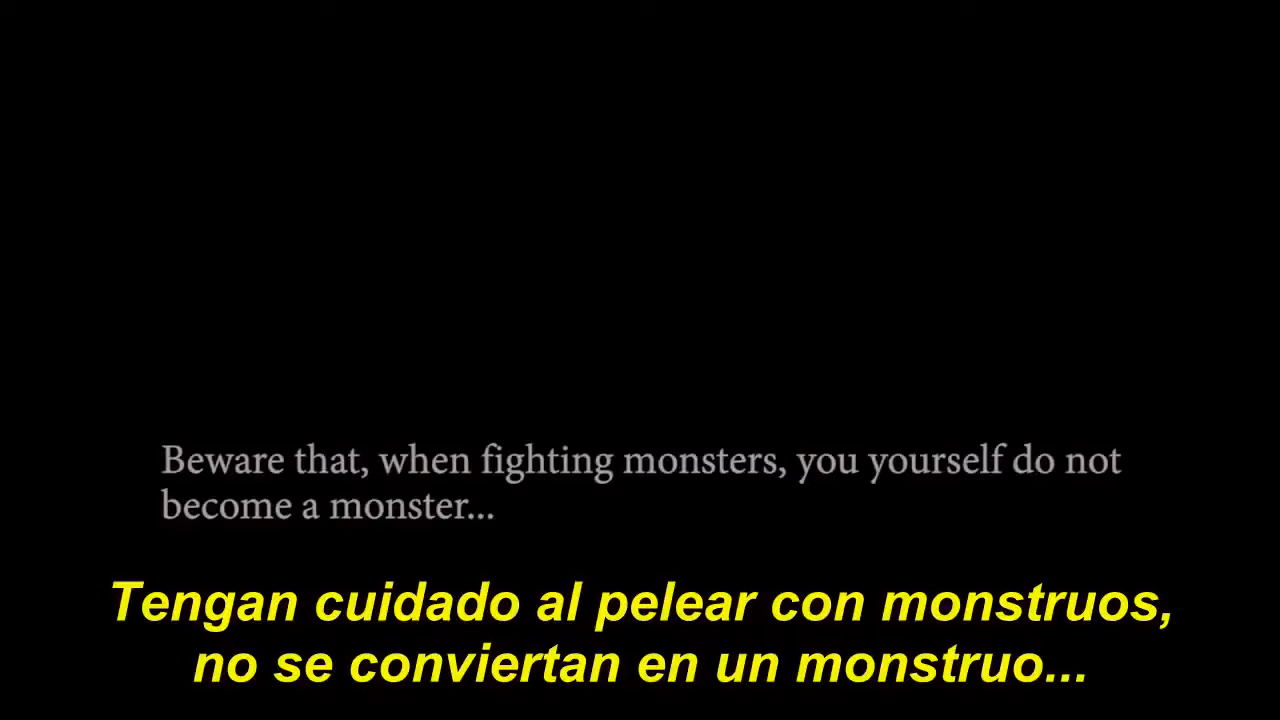 Beware that, when fighting monsters, you yourself do not
become a monster...
Tengan cuidado al pelear con monstruos,
no se conviertan en un monstruo...